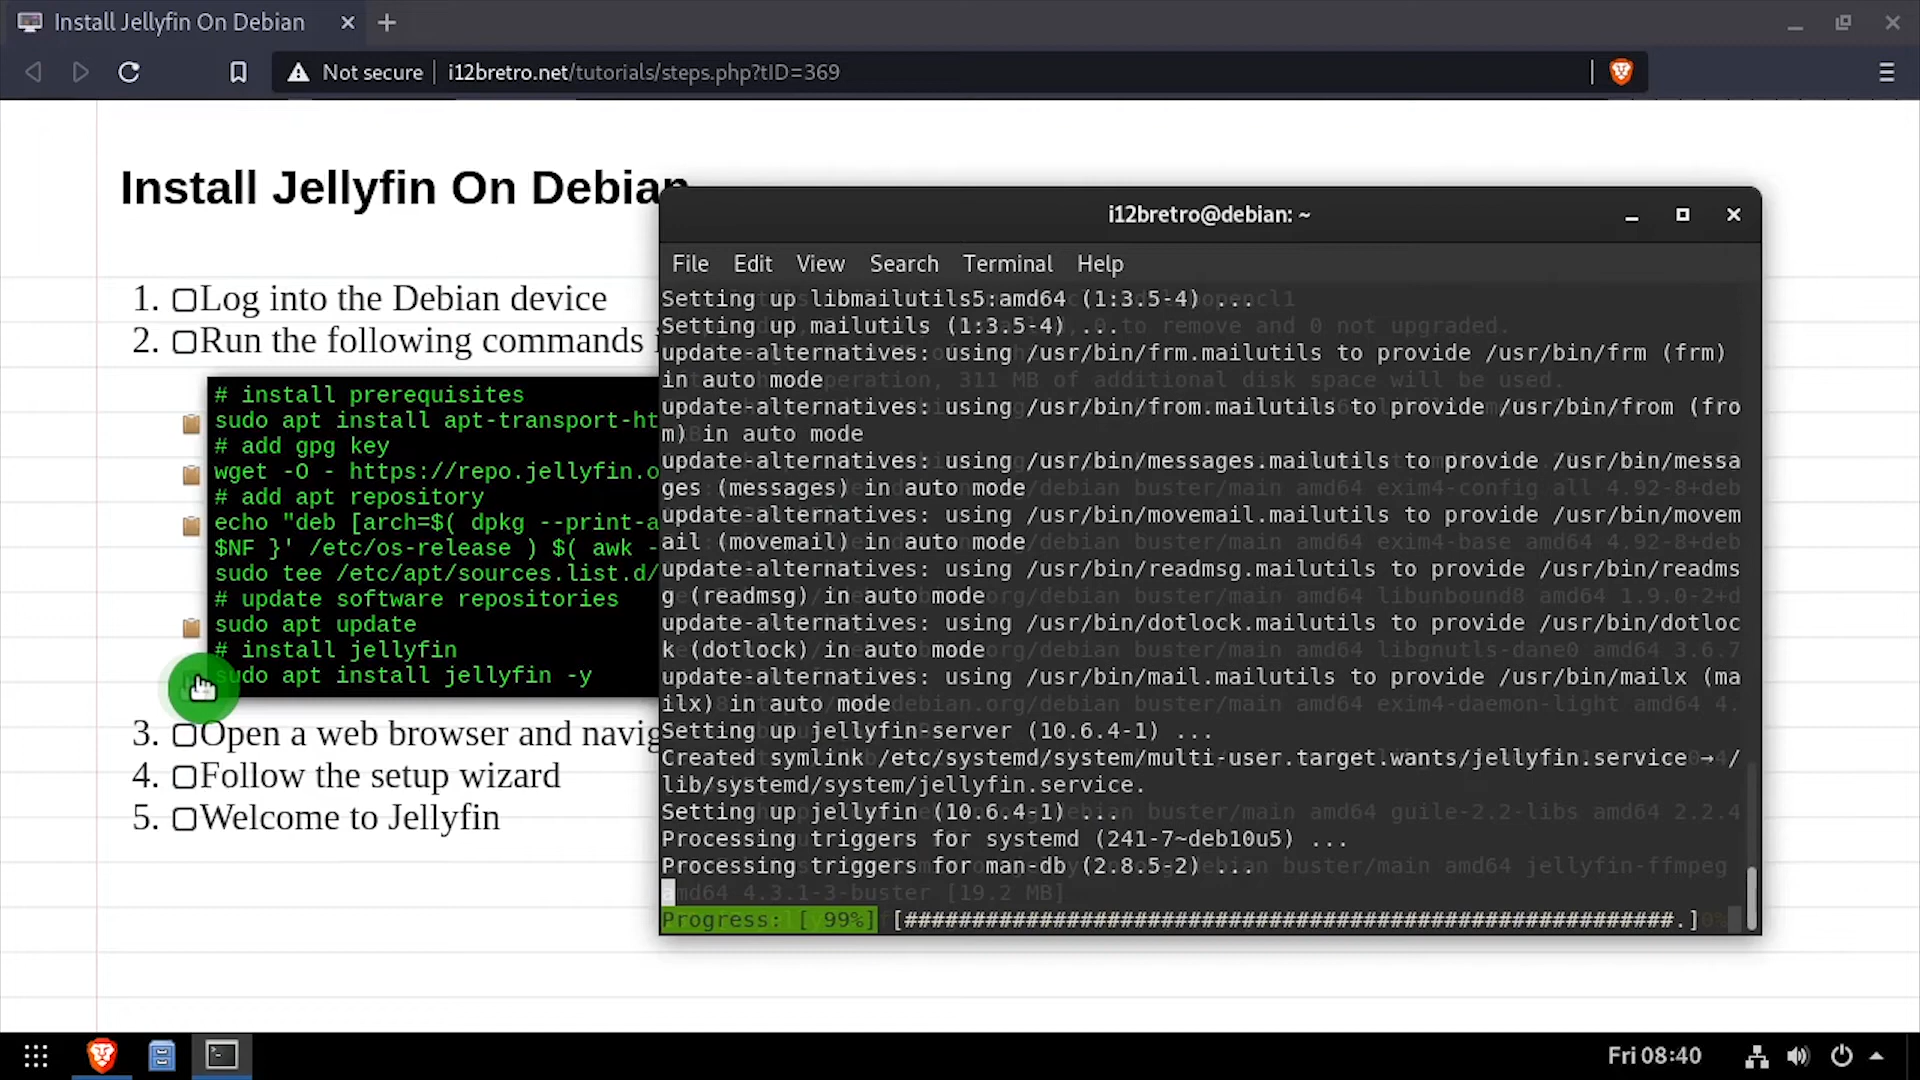 Install Jellyfin On Debian
Not secure
i12bretro.net/tutorials/steps.php?tID=369
Install Jellyfin On Debian
1. Log into the Debian device
2. Run the following commands i
# install prerequisites
sudo apt install apt-transport-ht
# add gpg key
wget -O - https://repo.jellyfin.o
# add apt repository
echo "deb [arch=$( dpkg --print-a
$NF }' /etc/os-release ) $( awk -
sudo tee /etc/apt/sources.list.d/
# update software repositories
sudo apt update
# install jellyfin
sudo apt install jellyfin -y
3. Open a web browser and navig
4. Follow the setup wizard
5. Welcome to Jellyfin
i12bretro@debian: ~
File Edit View Search Terminal Help
Setting up libmailutils5:amd64 (1:3.5-4) ...
Setting up mailutils (1:3.5-4) ...
update-alternatives: using /usr/bin/frm.mailutils to provide /usr/bin/frm (frm)
in auto mode
update-alternatives: using /usr/bin/from.mailutils to provide /usr/bin/from (fro
m) in auto mode
update-alternatives: using /usr/bin/messages.mailutils to provide /usr/bin/messa
ges (messages) in auto mode
update-alternatives: using /usr/bin/movemail.mailutils to provide /usr/bin/movem
ail (movemail) in auto mode
update-alternatives: using /usr/bin/readmsg.mailutils to provide /usr/bin/readms
g (readmsg) in auto mode
update-alternatives: using /usr/bin/dotlock.mailutils to provide /usr/bin/dotloc
k (dotlock) in auto mode
update-alternatives: using /usr/bin/mail.mailutils to provide /usr/bin/mailx (ma
ilx) in auto mode
Setting up jellyfin-server (10.6.4-1) ...
Created symlink /etc/systemd/system/multi-user.target.wants/jellyfin.service → /
lib/systemd/system/jellyfin.service.
Setting up jellyfin (10.6.4-1) ...
Processing triggers for systemd (241-7~deb10u5) ...
Processing triggers for man-db (2.8.5-2) ...
Progress: [ 99%] [#########################################################.]
Fri 08:40